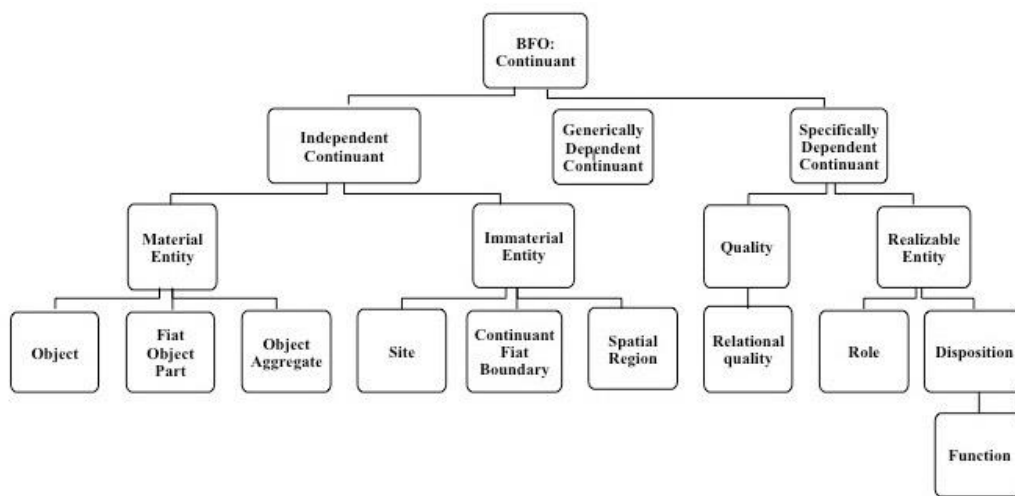 BFO:
Continuant
Independent
Continuant
Generically
Dependent
Continuant
Specifically
Dependent
Continuant
Material
Entity
Immaterial
Entity
Quality
Realizable
Entity
Object
Fiat
Object
Part
Object
Aggregate
Site
Continuant
Fiat
Boundary
Spatial
Region
Relational
quality
Role
Disposition
Function